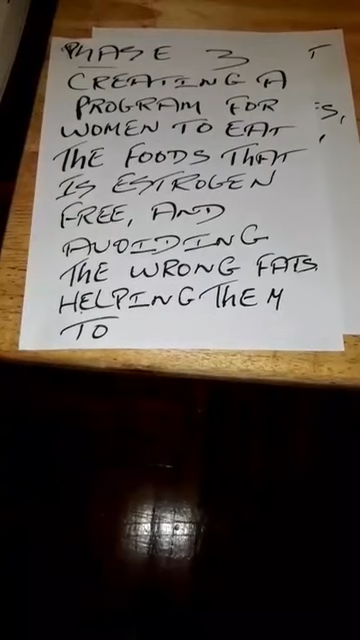 PHASE 3
CREATING A
PROGRAM FOR
WOMEN TO EAT
THE FOODS THAT
IS ESTROGEN
FREE, AND
AVOIDING
THE WRONG FATS.
HELPING THEM
TO